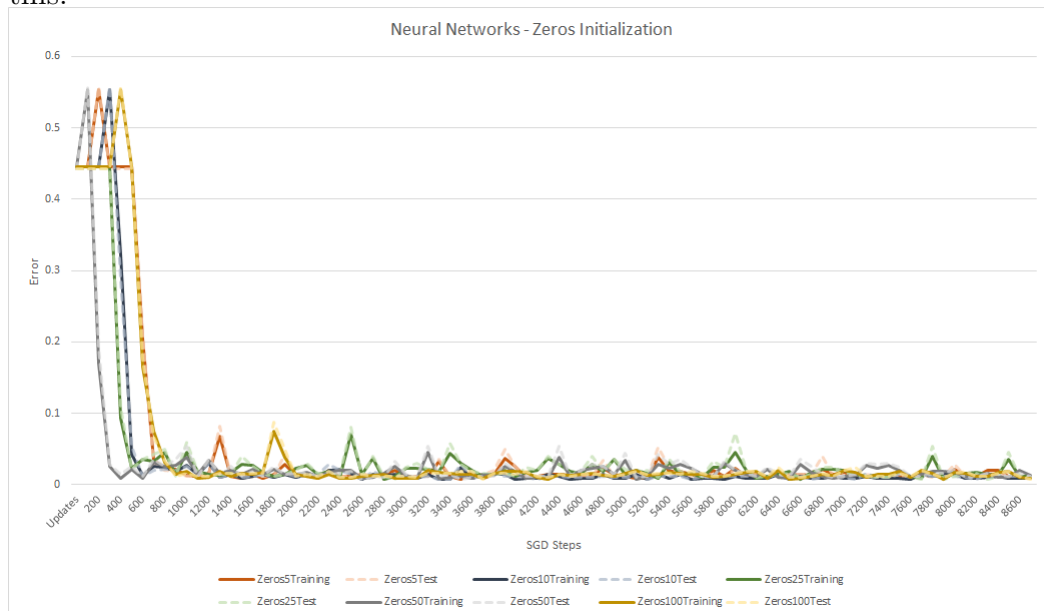 this.
Neural Networks - Zeros Initialization
0.6
0.5
0.4
0.3
0.2
0.1
0
Error
Updates 200 400 600 800 1000 1200 1400 1600 1800 2000 2200 2400 2600 2800 3000 3200 3400 3600 3800 4000 4200 4400 4600 4800 5000 5200 5400 5600 5800 6000 6200 6400 6600 6800 7000 7200 7400 7600 7800 8000 8200 8400 8600
SGD Steps
Zeros5Training Zeros5Test Zeros10Training Zeros10Test Zeros25Training
Zeros25Test Zeros50Training Zeros50Test Zeros100Training Zeros100Test